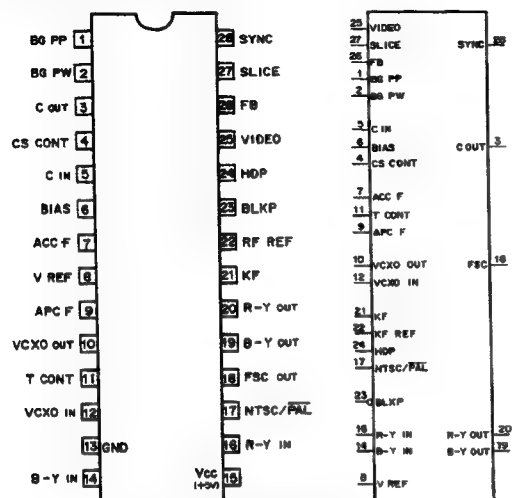 BG PP 1
BG PW 2
C OUT 3
CS CONT 4
C IN 5
BIAS 6
ACC F 7
V REF 8
APC F 9
VCXO OUT 10
T CONT 11
VCXO IN 12
13 GND
B-Y IN 14
28 SYNC
27 SLICE
26 FB
25 VIDEO
24 HDP
23 BLKP
22 RF REF
21 KF
20 R-Y OUT
19 B-Y OUT
18 FSC OUT
17 NTSC/P̅A̅L̅
16 R-Y IN
VCC 15
(+5V)
25 VIDEO
27 SLICE
26 FB
1 BG PP
2 BG PW
5 C IN
6 BIAS
4 CS CONT
7 ACC F
11 T CONT
9 APC F
10 VCXO OUT
12 VCXO IN
21 KF
22 KF REF
24 HDP
17 NTSC/P̅A̅L̅
23 BLKP
16 R-Y IN
14 B-Y IN
8 V REF
SYNC 28
C OUT 3
FSC 18
R-Y OUT 20
B-Y OUT 19